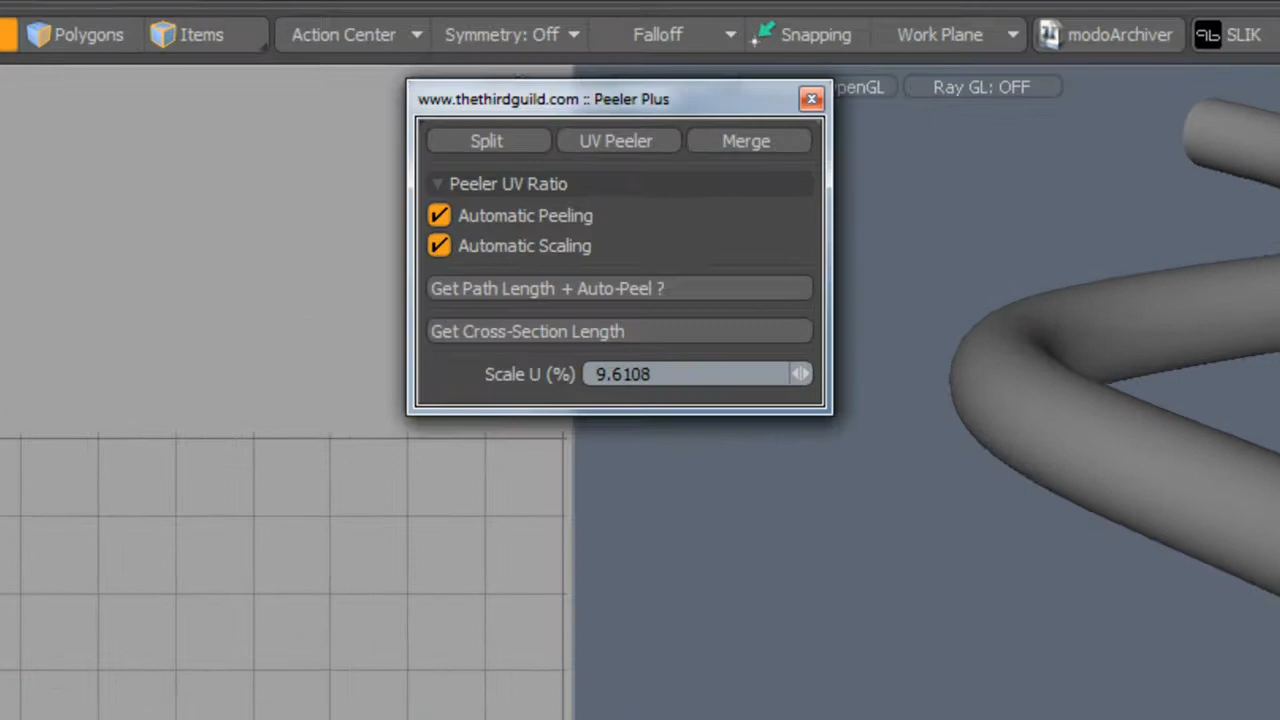 Polygons Items Action Center Symmetry: Off Falloff Snapping Work Plane modoArchiver SLIK
www.thethirdguild.com :: Peeler Plus
Ray GL: OFF
Split UV Peeler Merge
Peeler UV Ratio
Automatic Peeling
Automatic Scaling
Get Path Length + Auto-Peel ?
Get Cross-Section Length
Scale U (%) 9.6108